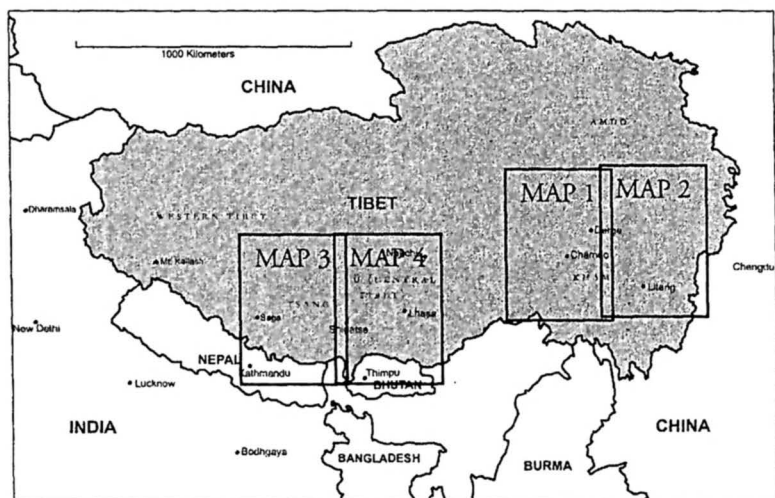 1000 Kilometers
CHINA
AMDO
MAP 1
MAP 2
TIBET
Dharamsala
WESTERN TIBET
Derge
MAP 3
MAP 4
Mt. Kailash
Chamdo
Chengdu
KHAM
CENTRAL
TIBET
Litang
TSANG
Saga
Lhasa
New Delhi
Shigatse
NEPAL
Kathmandu
Thimpu
BHUTAN
Lucknow
INDIA
CHINA
Bodhgaya
BANGLADESH
BURMA